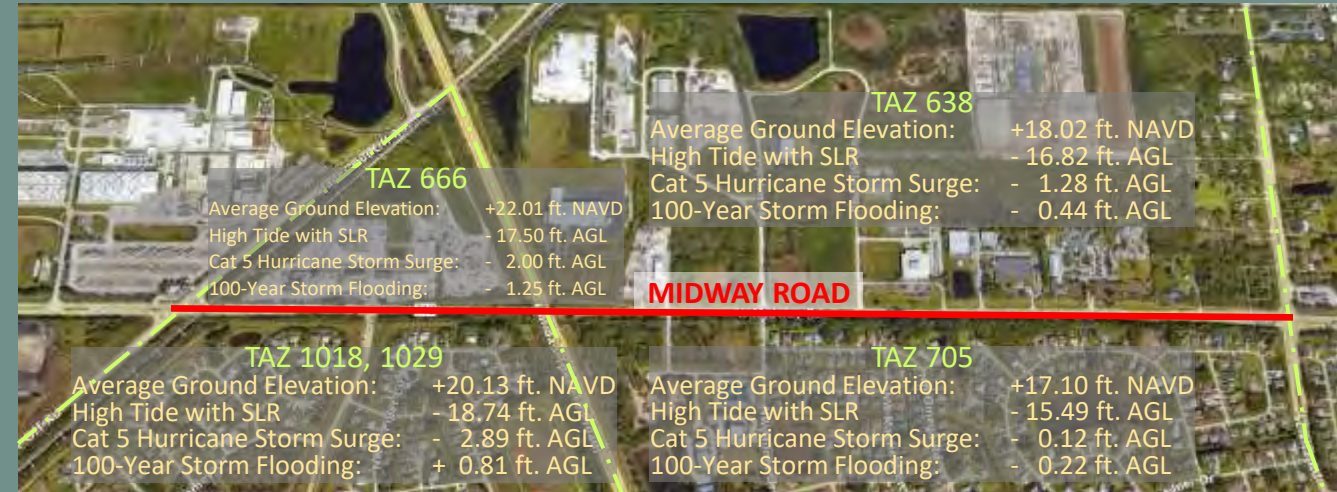 TAZ 638
Average Ground Elevation: +18.02 ft. NAVD
High Tide with SLR - 16.82 ft. AGL
Cat 5 Hurricane Storm Surge: - 1.28 ft. AGL
100-Year Storm Flooding: - 0.44 ft. AGL
TAZ 666
Average Ground Elevation: +22.01 ft. NAVD
High Tide with SLR - 17.50 ft. AGL
Cat 5 Hurricane Storm Surge: - 2.00 ft. AGL
100-Year Storm Flooding: - 1.25 ft. AGL
MIDWAY ROAD
TAZ 1018, 1029
Average Ground Elevation: +20.13 ft. NAVD
High Tide with SLR - 18.74 ft. AGL
Cat 5 Hurricane Storm Surge: - 2.89 ft. AGL
100-Year Storm Flooding: + 0.81 ft. AGL
TAZ 705
Average Ground Elevation: +17.10 ft. NAVD
High Tide with SLR - 15.49 ft. AGL
Cat 5 Hurricane Storm Surge: - 0.12 ft. AGL
100-Year Storm Flooding: - 0.22 ft. AGL